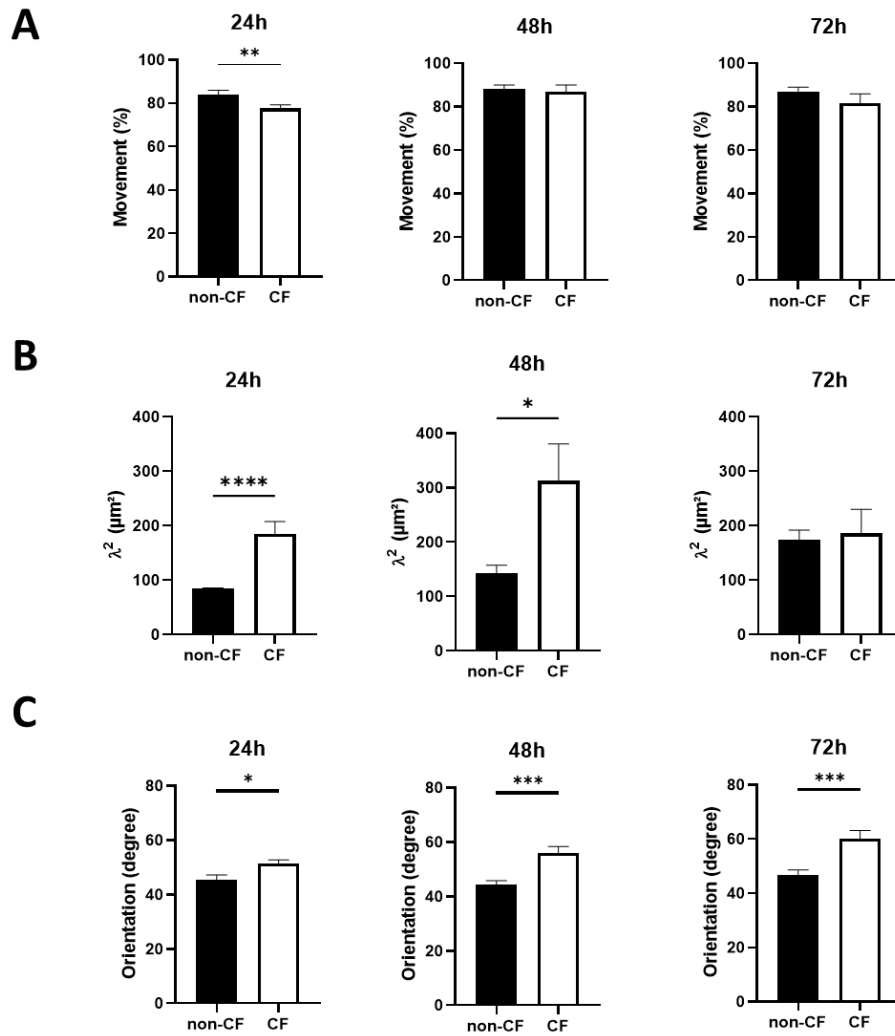 A
24h
48h
72h
**
Movement (%)
100
80
60
40
20
0
non-CF
CF
Movement (%)
100
80
60
40
20
0
non-CF
CF
Movement (%)
100
80
60
40
20
0
non-CF
CF
B
24h
48h
72h
****
λ² (µm²)
400
300
200
100
0
non-CF
CF
*
λ² (µm²)
400
300
200
100
0
non-CF
CF
λ² (µm²)
400
300
200
100
0
non-CF
CF
C
24h
48h
72h
*
Orientation (degree)
80
60
40
20
0
non-CF
CF
***
Orientation (degree)
80
60
40
20
0
non-CF
CF
***
Orientation (degree)
80
60
40
20
0
non-CF
CF